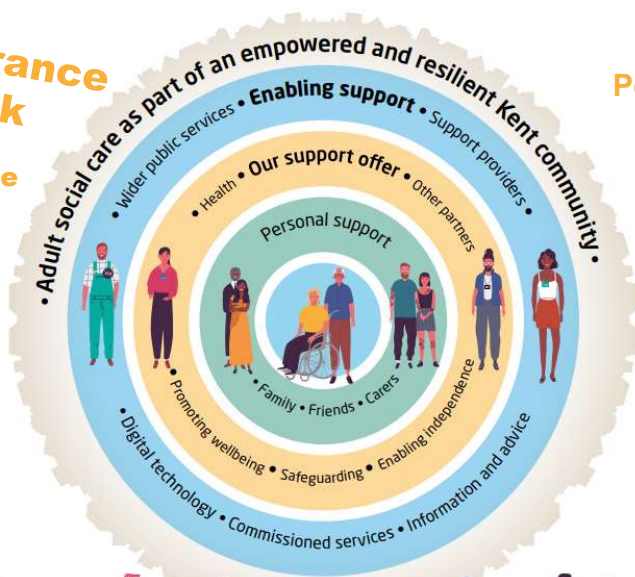 rance
k
e
Pe
• Adult social care as part of an empowered and resilient Kent community •
• Wider public services • Enabling support • Support providers •
• Health • Our support offer • Other partners
Personal support
• Family • Friends • Carers
• Promoting wellbeing • Safeguarding • Enabling independence
• Digital technology • Commissioned services • Information and advice